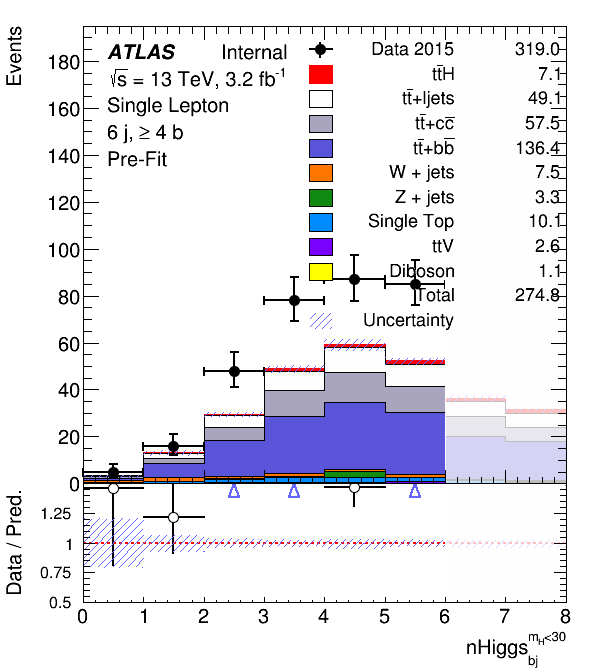 Events
180
160
140
120
100
80
60
40
20
0
ATLAS Internal
√s = 13 TeV, 3.2 fb⁻¹
Single Lepton
6 j, ≥ 4 b
Pre-Fit
Data 2015 319.0
tt̄H 7.1
tt̄+ljets 49.1
tt̄+cc̄ 57.5
tt̄+bb̄ 136.4
W + jets 7.5
Z + jets 3.3
Single Top 10.1
ttV 2.6
Diboson 1.1
Total 274.8
Uncertainty
Data / Pred.
1.25
1
0.75
0.5
0 1 2 3 4 5 6 7 8
nHiggs_bj^{m_H<30}